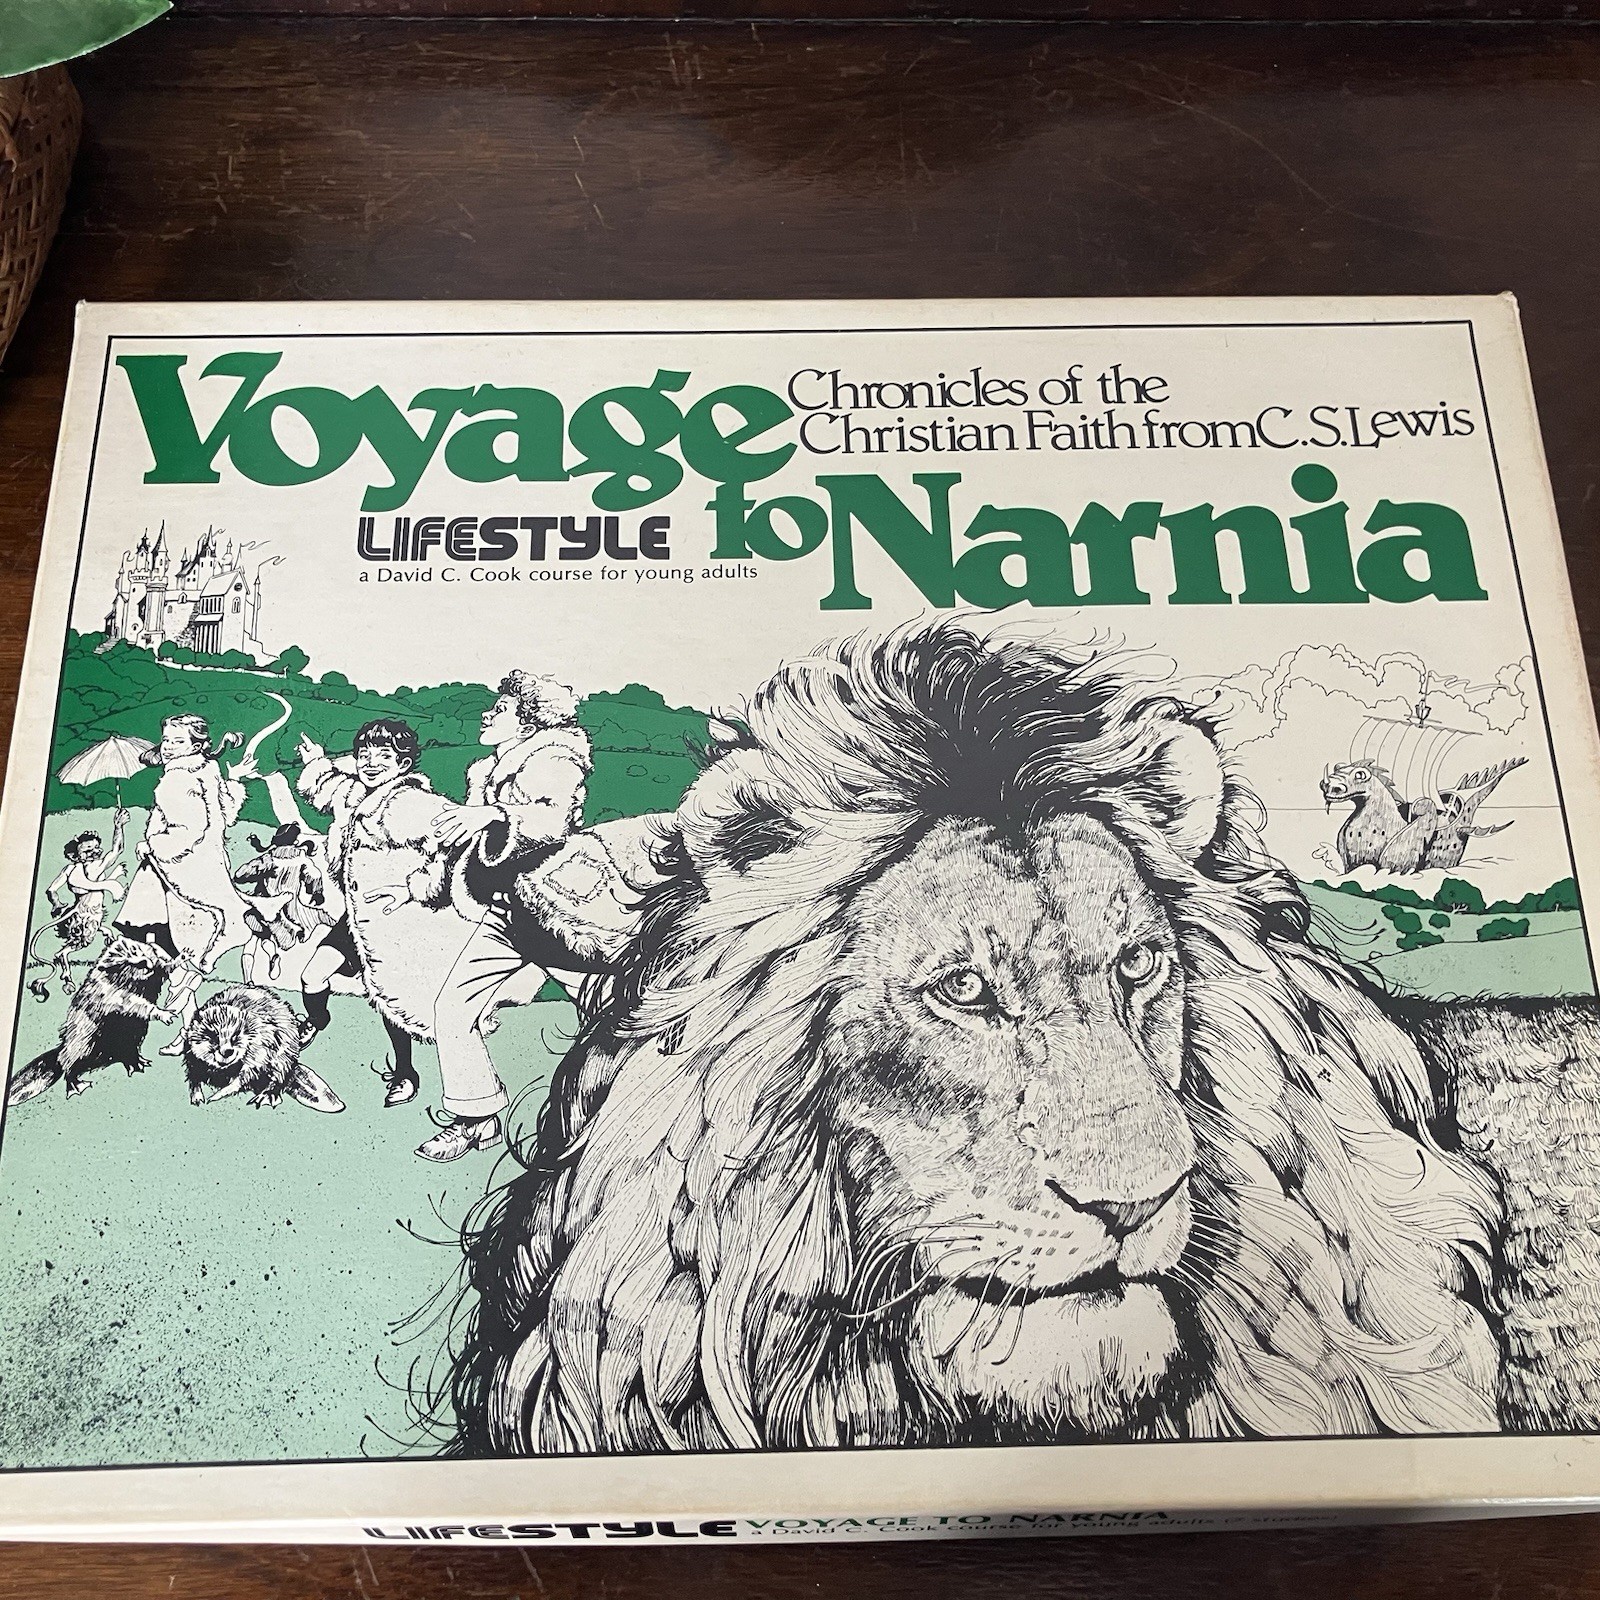 Voyage
Chronicles of the
Christian Faith from C.S. Lewis
to Narnia
LIFESTYLE
a David C. Cook course for young adults
LIFESTYLE VOYAGE TO NARNIA
a David C. Cook course for young adults